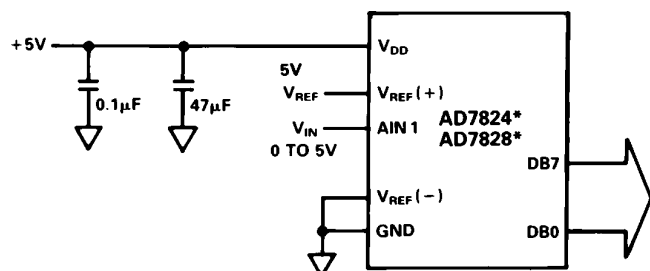 +5V
0.1μF
47μF
VDD
5V
VREF
VREF(+)
VIN
AIN 1
0 TO 5V
AD7824*
AD7828*
DB7
VREF(-)
GND
DB0